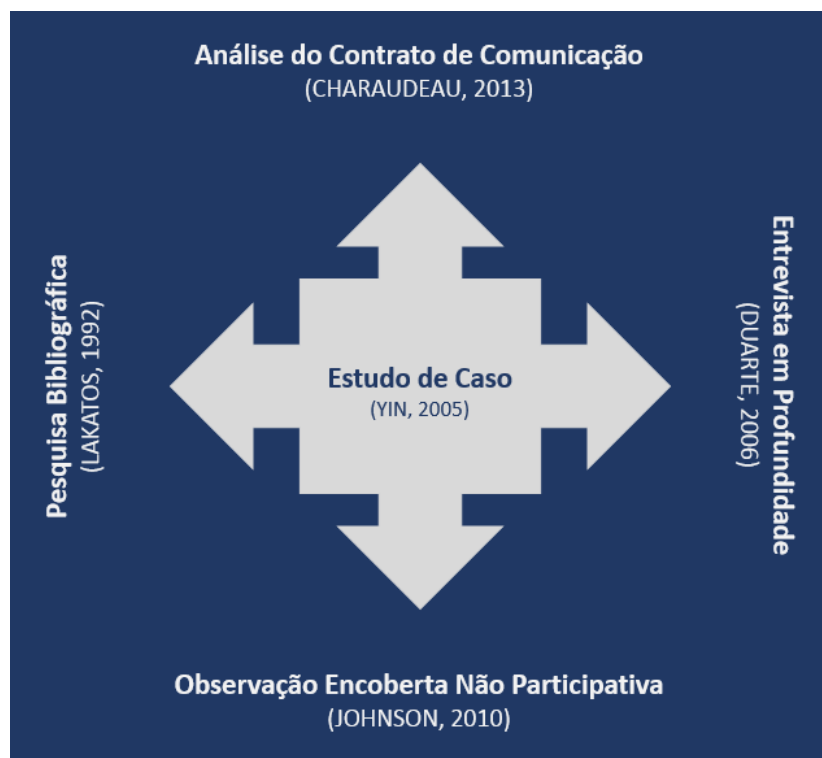 Análise do Contrato de Comunicação
(CHARAUDEAU, 2013)
Pesquisa Bibliográfica
(LAKATOS, 1992)
Estudo de Caso
(YIN, 2005)
Entrevista em Profundidade
(DUARTE, 2006)
Observação Encoberta Não Participativa
(JOHNSON, 2010)